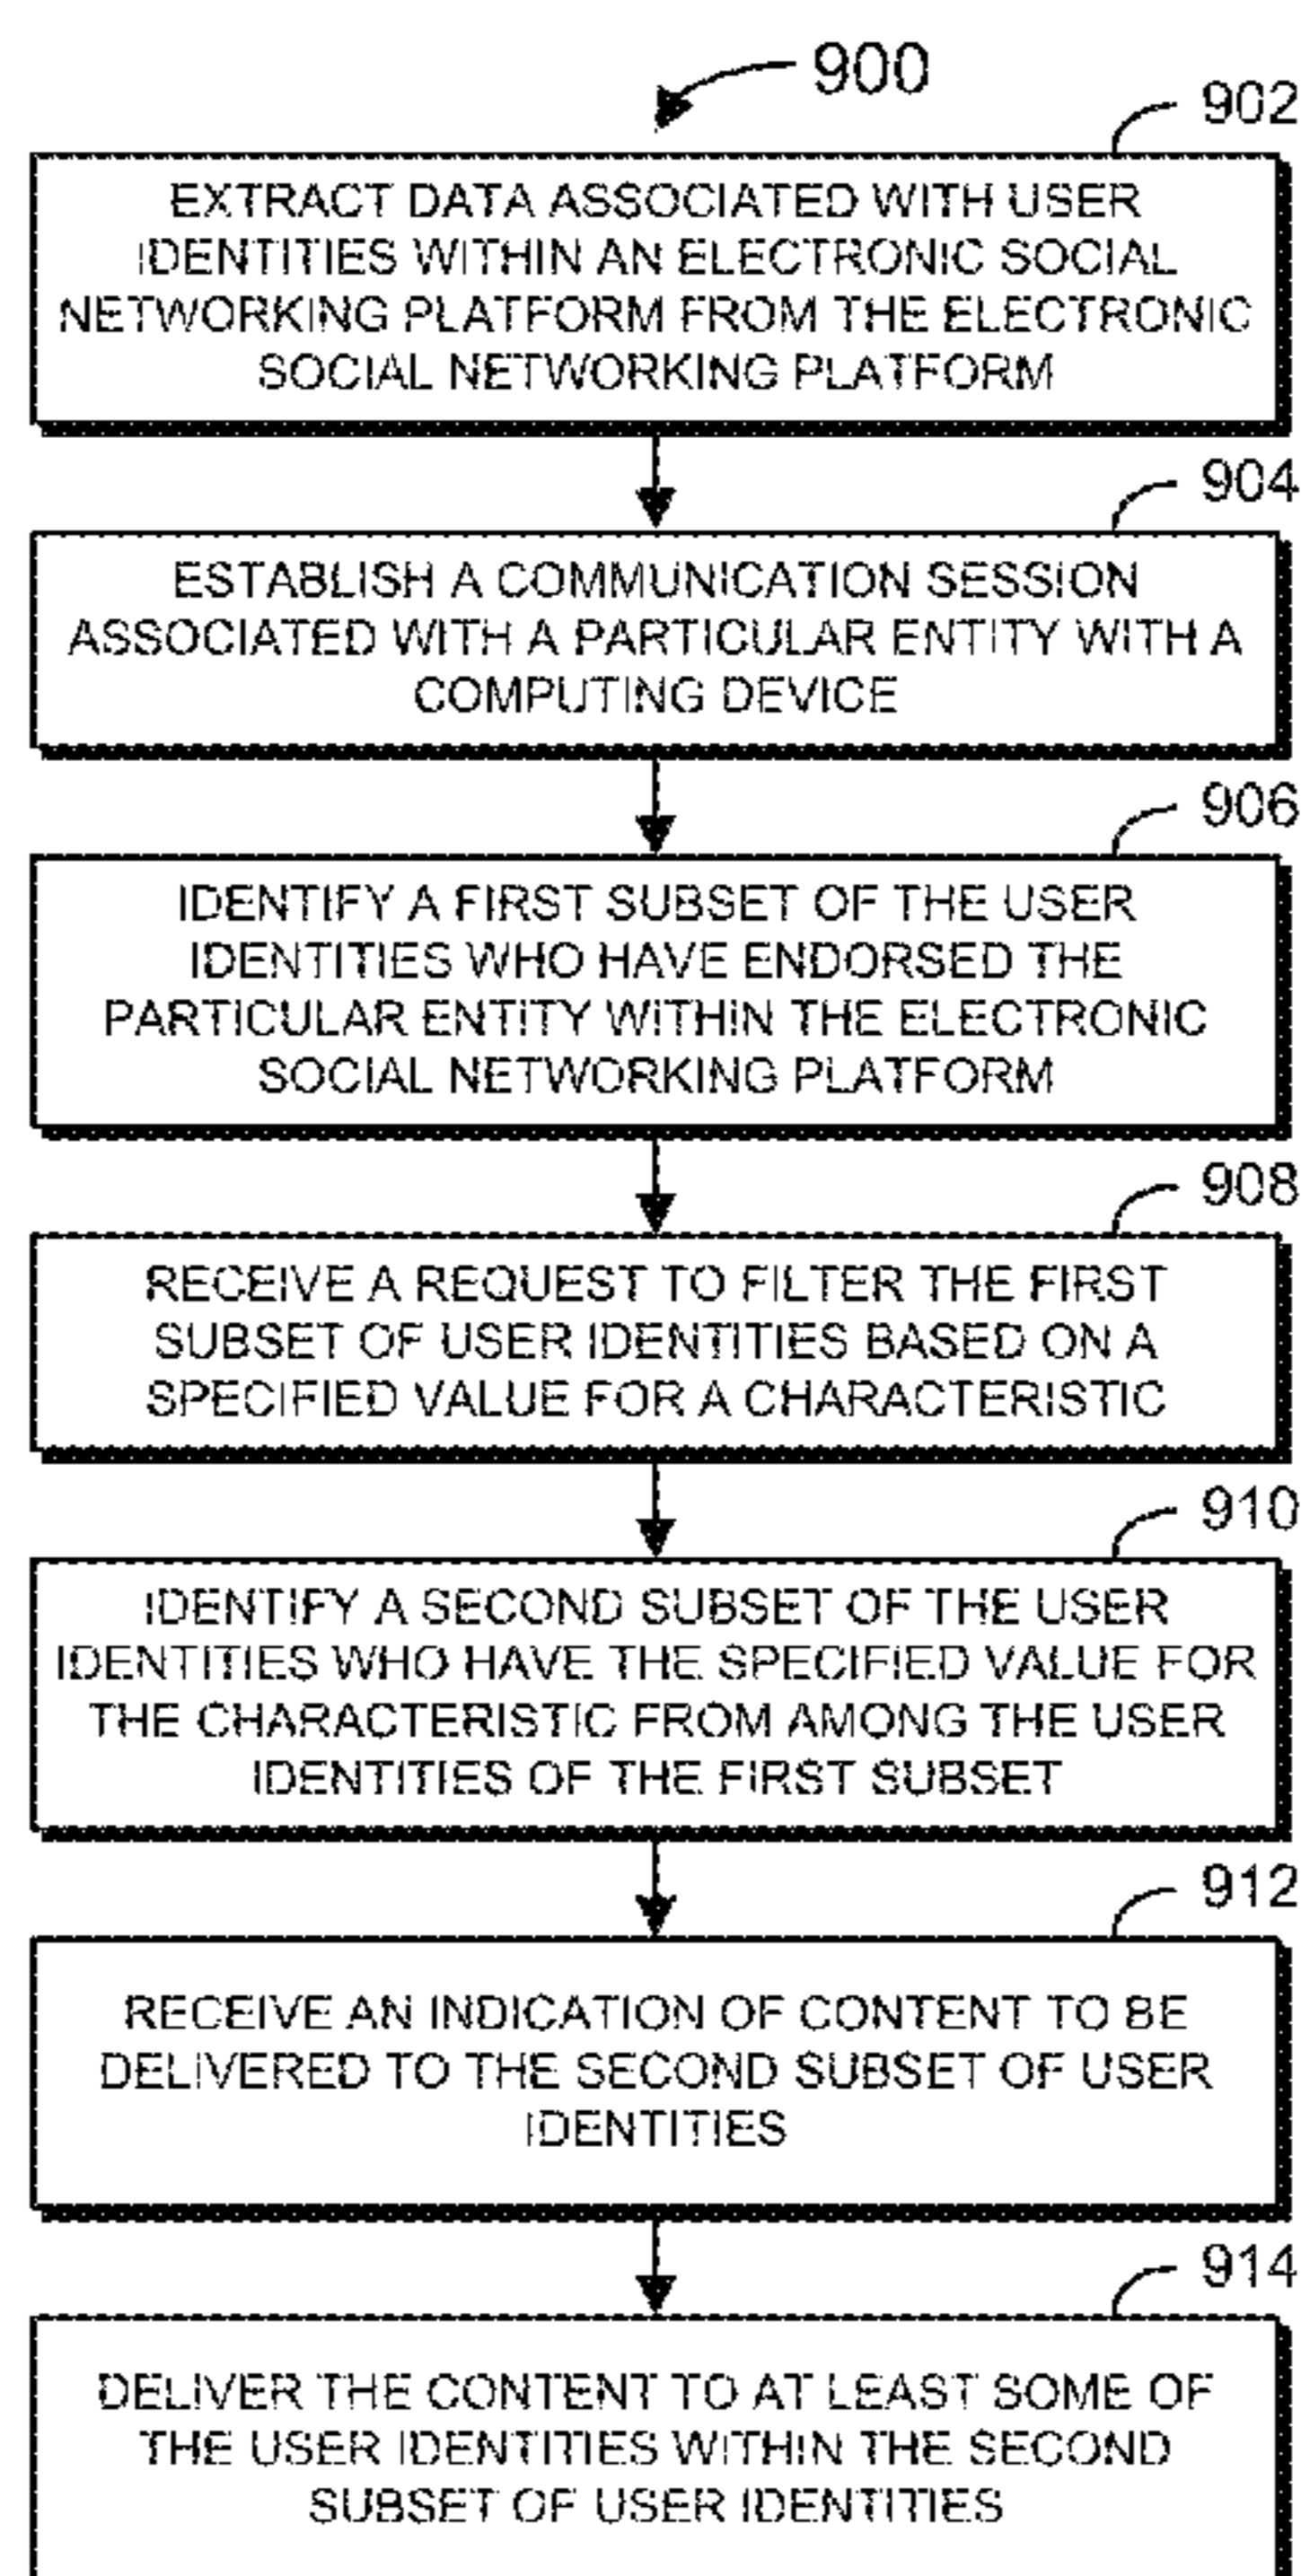 900
902
EXTRACT DATA ASSOCIATED WITH USER
IDENTITIES WITHIN AN ELECTRONIC SOCIAL
NETWORKING PLATFORM FROM THE ELECTRONIC
SOCIAL NETWORKING PLATFORM
904
ESTABLISH A COMMUNICATION SESSION
ASSOCIATED WITH A PARTICULAR ENTITY WITH A
COMPUTING DEVICE
906
IDENTIFY A FIRST SUBSET OF THE USER
IDENTITIES WHO HAVE ENDORSED THE
PARTICULAR ENTITY WITHIN THE ELECTRONIC
SOCIAL NETWORKING PLATFORM
908
RECEIVE A REQUEST TO FILTER THE FIRST
SUBSET OF USER IDENTITIES BASED ON A
SPECIFIED VALUE FOR A CHARACTERISTIC
910
IDENTIFY A SECOND SUBSET OF THE USER
IDENTITIES WHO HAVE THE SPECIFIED VALUE FOR
THE CHARACTERISTIC FROM AMONG THE USER
IDENTITIES OF THE FIRST SUBSET
912
RECEIVE AN INDICATION OF CONTENT TO BE
DELIVERED TO THE SECOND SUBSET OF USER
IDENTITIES
914
DELIVER THE CONTENT TO AT LEAST SOME OF
THE USER IDENTITIES WITHIN THE SECOND
SUBSET OF USER IDENTITIES